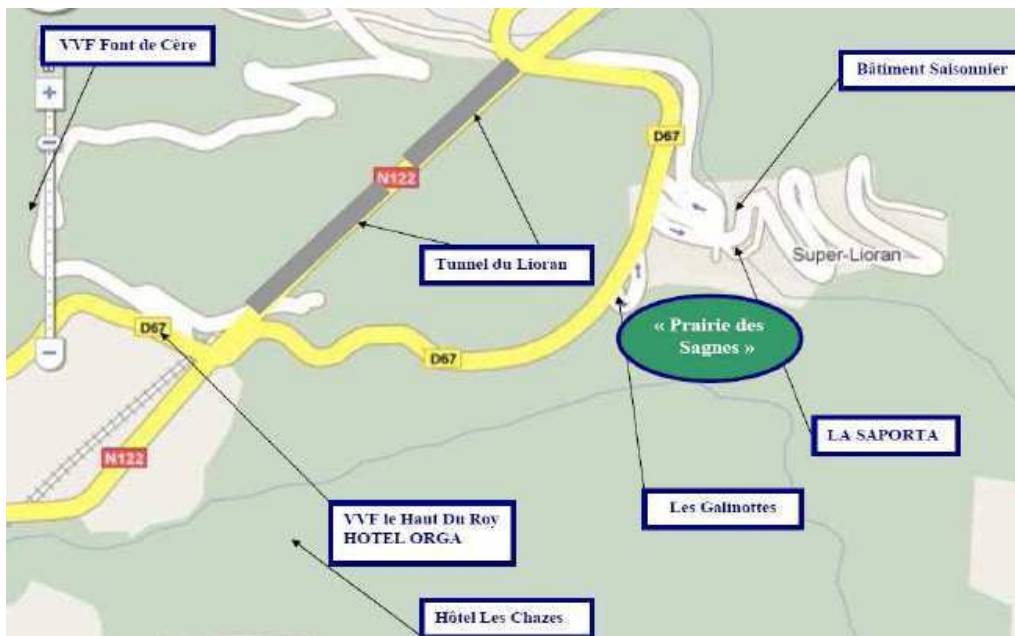 VVF Font de Cère
Bâtiment Saisonnier
D67
N122
Tunnel du Lioran
Super-Lioran
« Prairie des
Sagnes »
D67
D67
LA SAPORTA
N122
Les Galinottes
VVF le Haut Du Roy
HOTEL ORGA
Hôtel Les Chazes